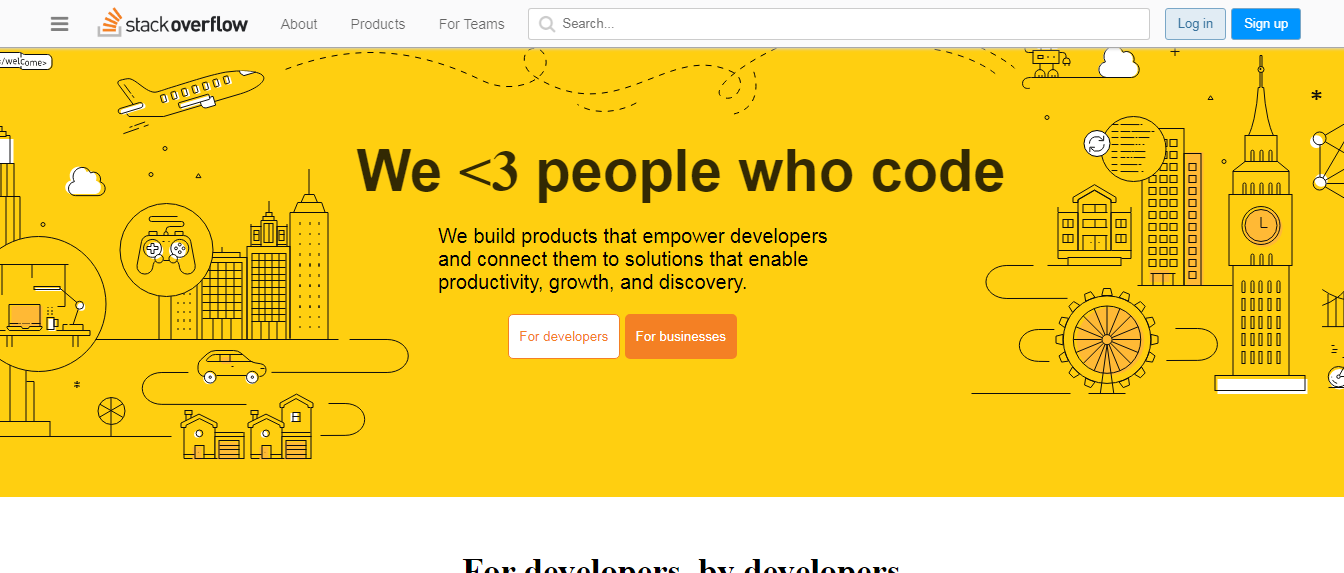 stackoverflow About Products For Teams Search... Log in Sign up
</welcome>
We <3 people who code
We build products that empower developers
and connect them to solutions that enable
productivity, growth, and discovery.
For developers For businesses
For developers, by developers